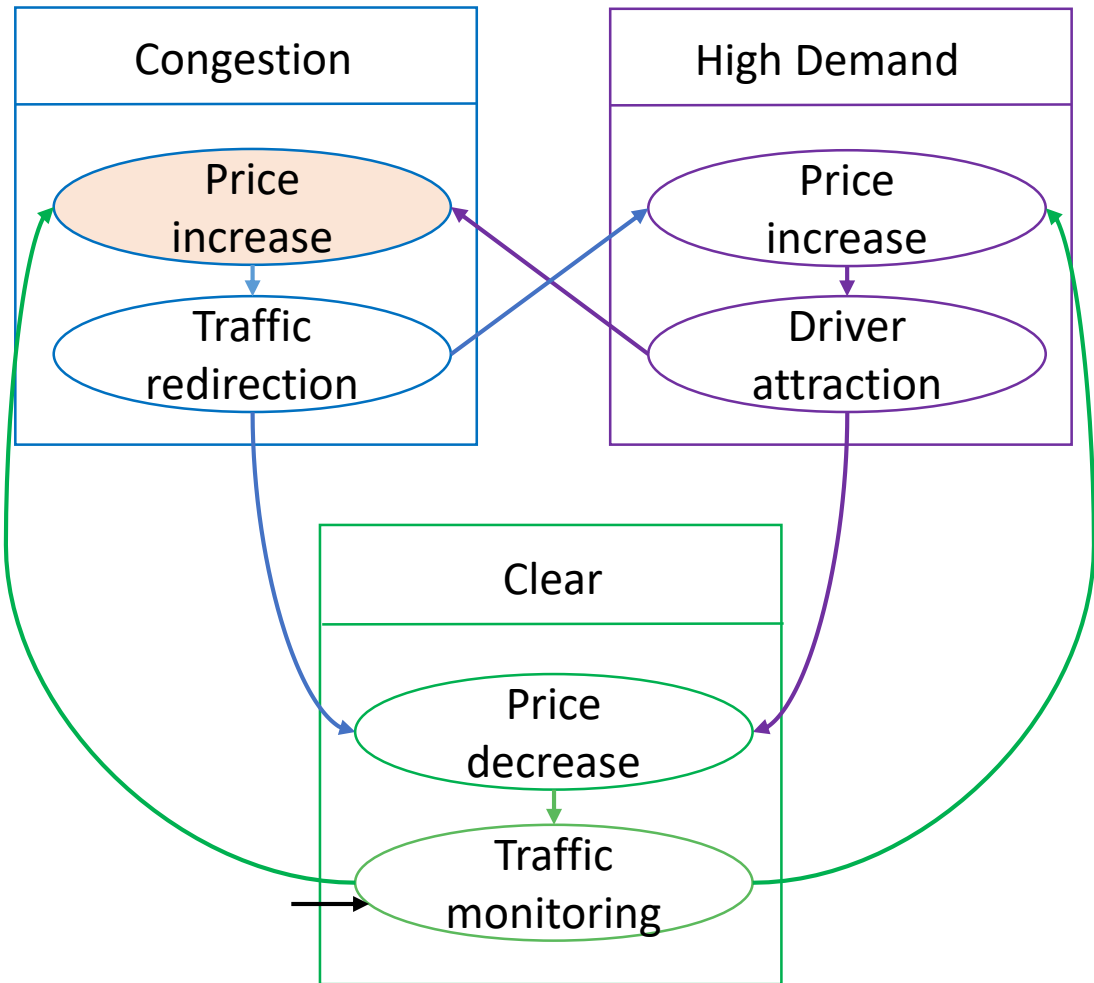 Congestion
Price
increase
Traffic
redirection
High Demand
Price
increase
Driver
attraction
Clear
Price
decrease
Traffic
monitoring